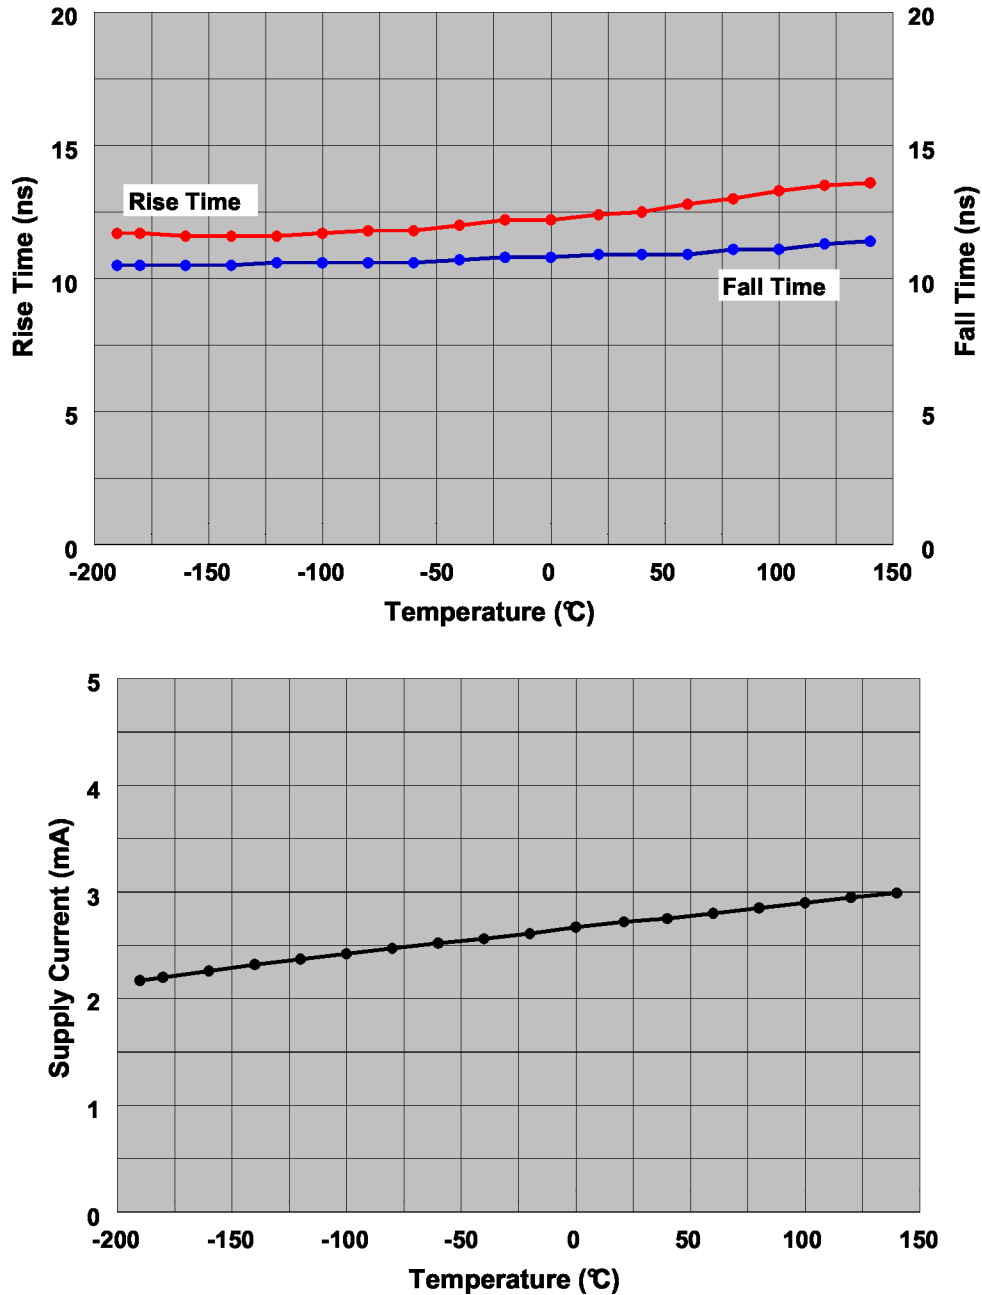 20
15
10
5
0
Rise Time (ns)
Rise Time
Fall Time
20
15
10
5
0
Fall Time (ns)
-200 -150 -100 -50 0 50 100 150
Temperature (℃)
5
4
3
2
1
0
Supply Current (mA)
-200 -150 -100 -50 0 50 100 150
Temperature (℃)